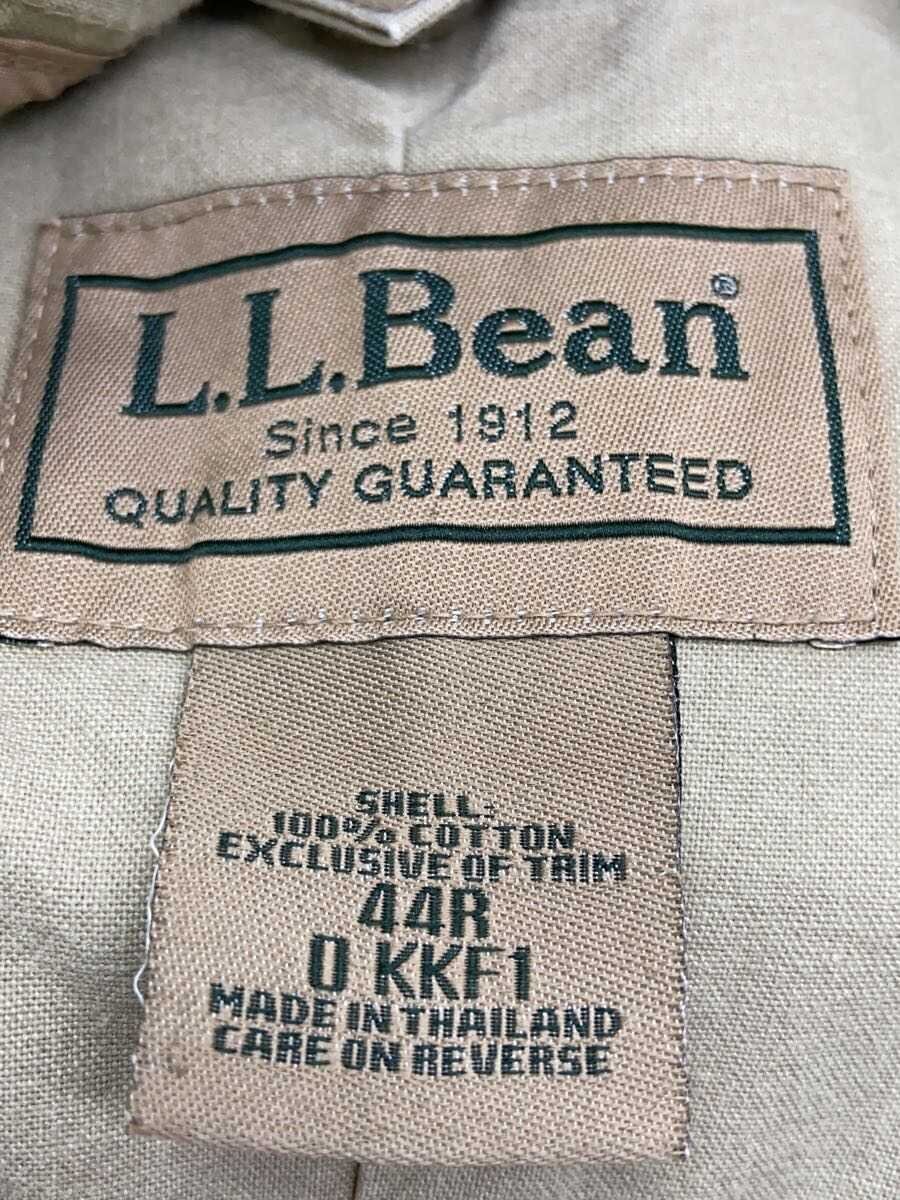 L.L.Bean®
Since 1912
QUALITY GUARANTEED
SHELL:
100% COTTON
EXCLUSIVE OF TRIM
44R
0 KKF1
MADE IN THAILAND
CARE ON REVERSE